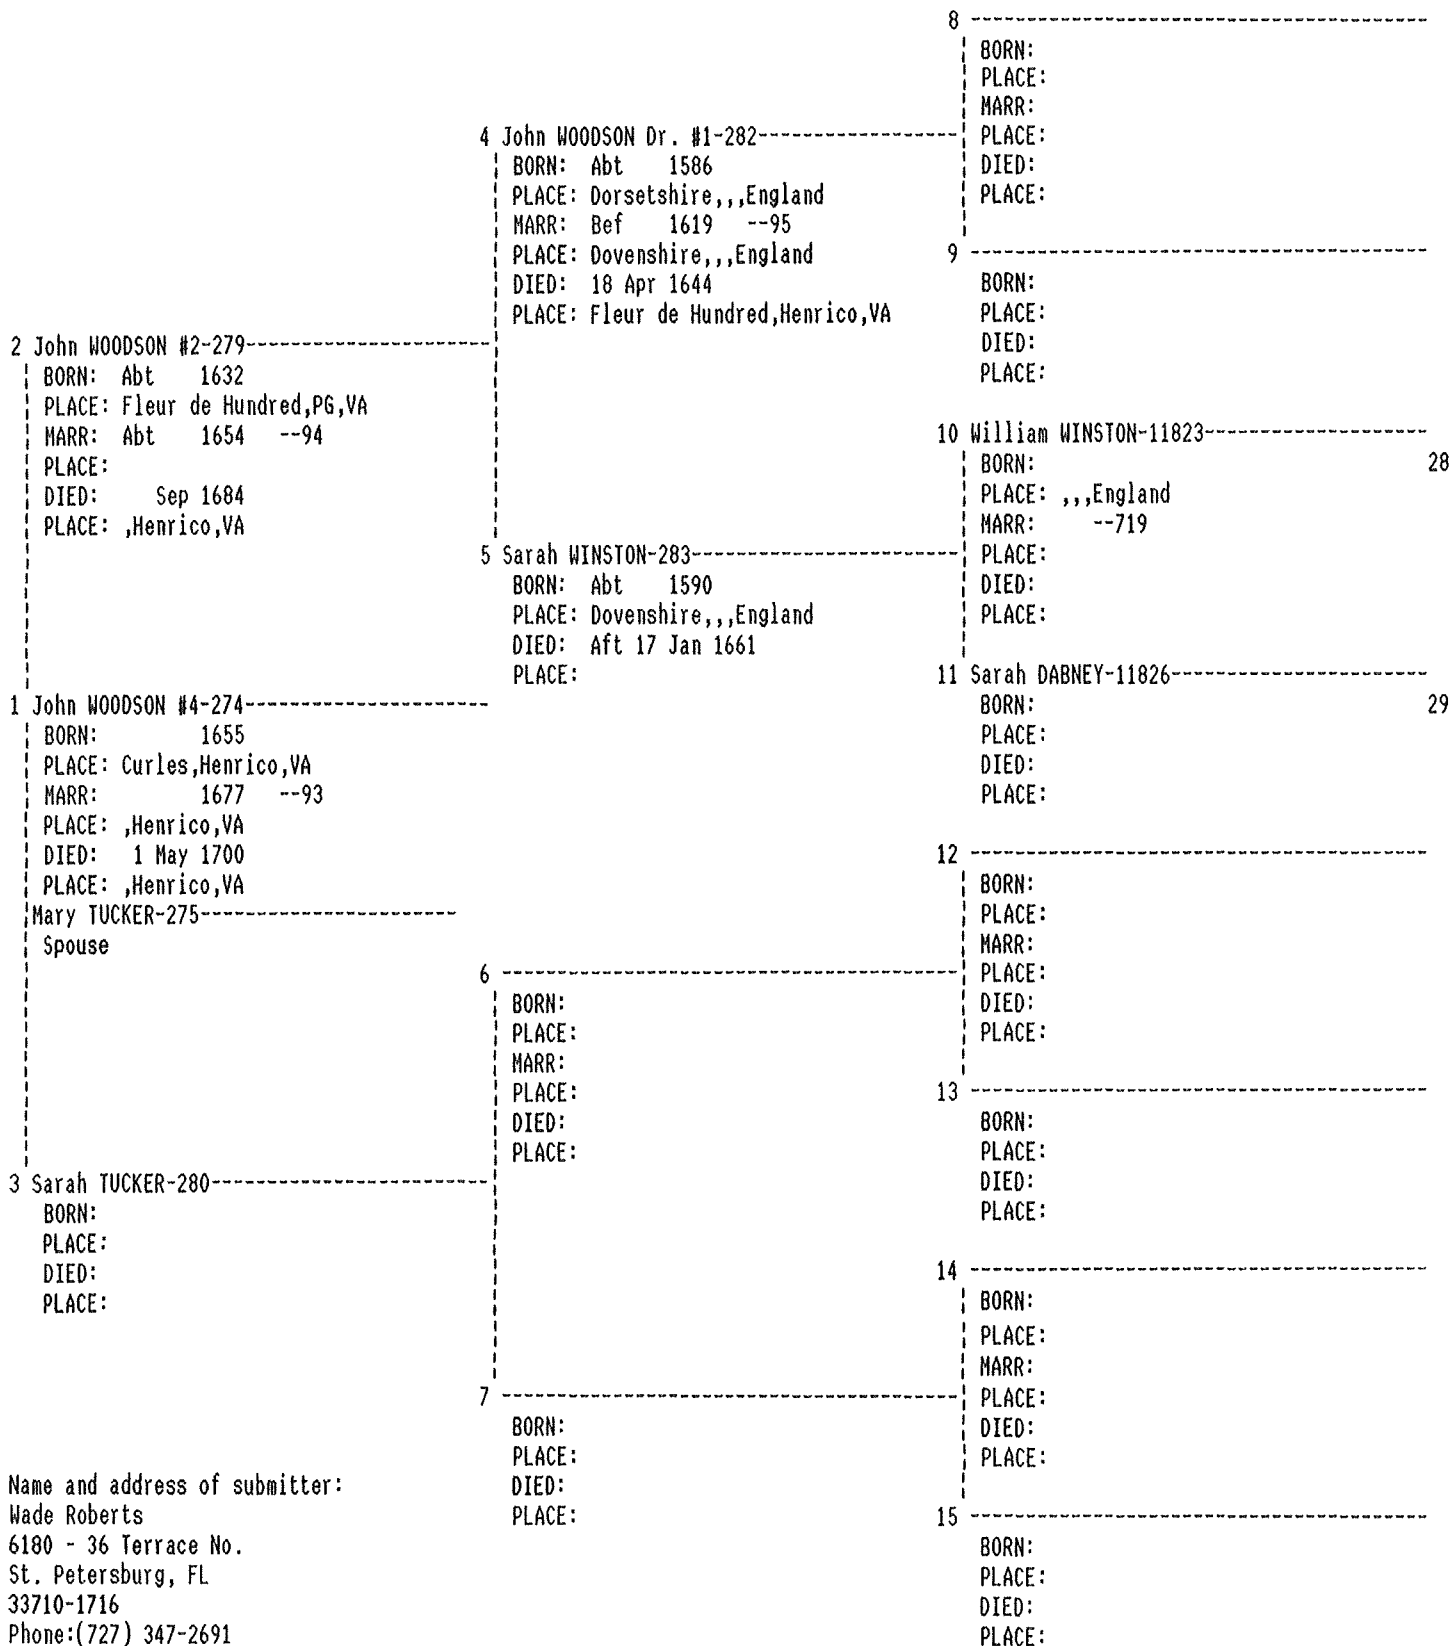 8 ----------------------------------------
BORN:
PLACE:
MARR:
PLACE:
DIED:
PLACE:
4 John WOODSON Dr. #1-282------------------
BORN: Abt 1586
PLACE: Dorsetshire,,,England
MARR: Bef 1619 --95
PLACE: Dovenshire,,,England
DIED: 18 Apr 1644
PLACE: Fleur de Hundred,Henrico,VA
9 ----------------------------------------
BORN:
PLACE:
DIED:
PLACE:
2 John WOODSON #2-279----------------------
BORN: Abt 1632
PLACE: Fleur de Hundred,PG,VA
MARR: Abt 1654 --94
PLACE:
DIED: Sep 1684
PLACE: ,Henrico,VA
10 William WINSTON-11823--------------------
BORN: 28
PLACE: ,,,England
MARR: --719
PLACE:
DIED:
PLACE:
5 Sarah WINSTON-283------------------------
BORN: Abt 1590
PLACE: Dovenshire,,,England
DIED: Aft 17 Jan 1661
PLACE:
11 Sarah DABNEY-11826-----------------------
BORN: 29
PLACE:
DIED:
PLACE:
1 John WOODSON #4-274----------------------
BORN: 1655
PLACE: Curles,Henrico,VA
MARR: 1677 --93
PLACE: ,Henrico,VA
DIED: 1 May 1700
PLACE: ,Henrico,VA
Mary TUCKER-275-----------------------
Spouse
12 ----------------------------------------
BORN:
PLACE:
MARR:
PLACE:
DIED:
PLACE:
6 ----------------------------------------
BORN:
PLACE:
MARR:
PLACE:
DIED:
PLACE:
13 ----------------------------------------
BORN:
PLACE:
DIED:
PLACE:
3 Sarah TUCKER-280-------------------------
BORN:
PLACE:
DIED:
PLACE:
14 ----------------------------------------
BORN:
PLACE:
MARR:
PLACE:
DIED:
PLACE:
7 ----------------------------------------
BORN:
PLACE:
DIED:
PLACE:
15 ----------------------------------------
BORN:
PLACE:
DIED:
PLACE:
Name and address of submitter:
Wade Roberts
6180 - 36 Terrace No.
St. Petersburg, FL
33710-1716
Phone:(727) 347-2691